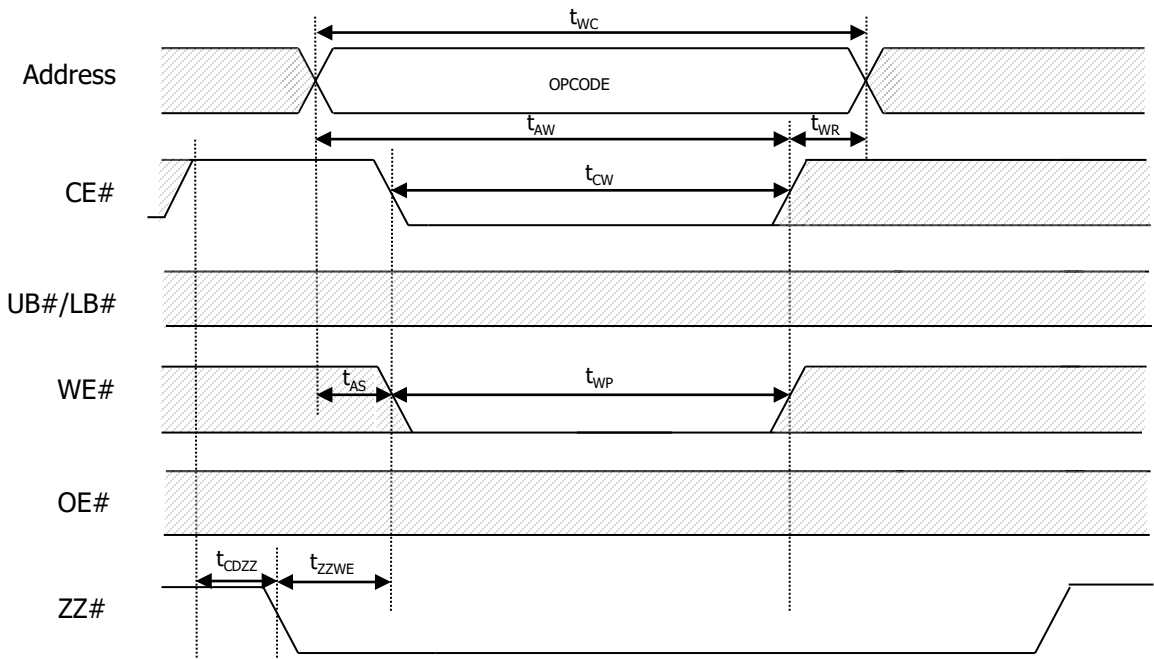 tWC
Address
OPCODE
tAW
tWR
CE#
tCW
UB#/LB#
WE#
tAS
tWP
OE#
tCDZZ
tZZWE
ZZ#